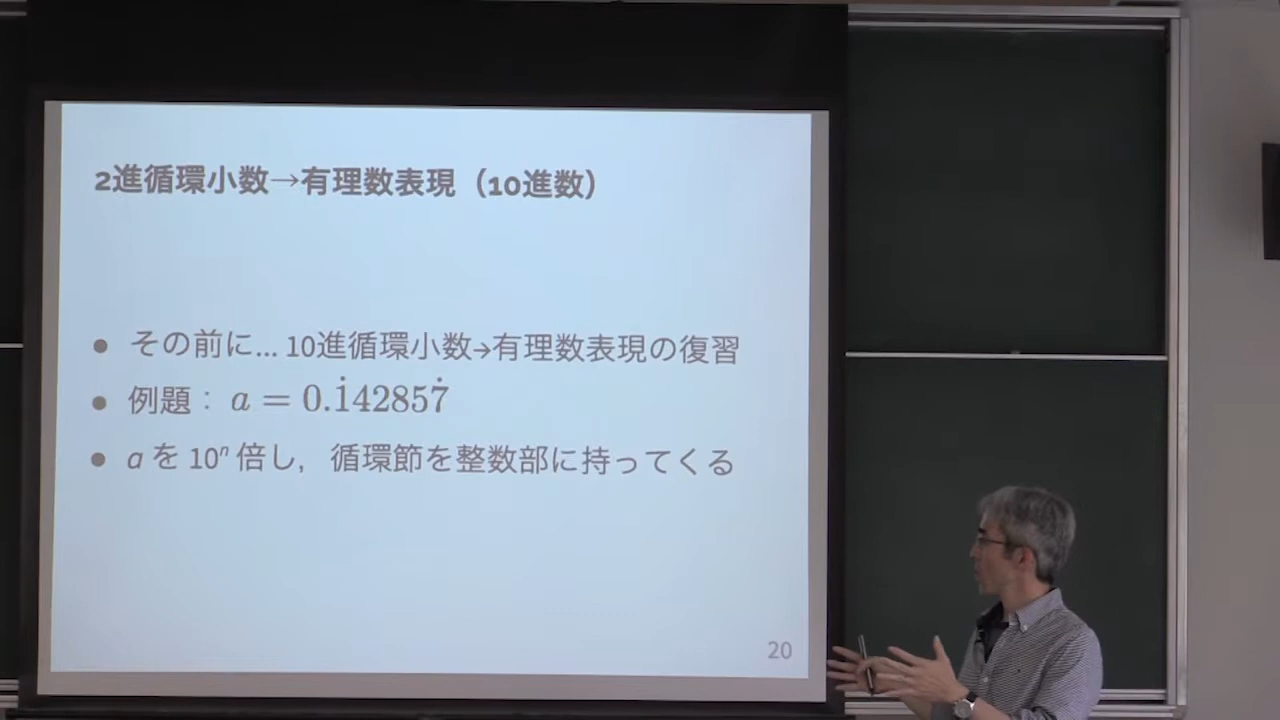 2進循環小数→有理数表現（10進数）
● その前に... 10進循環小数→有理数表現の復習
● 例題： a = 0.1̇42857̇
● a を 10ⁿ 倍し，循環節を整数部に持ってくる
20